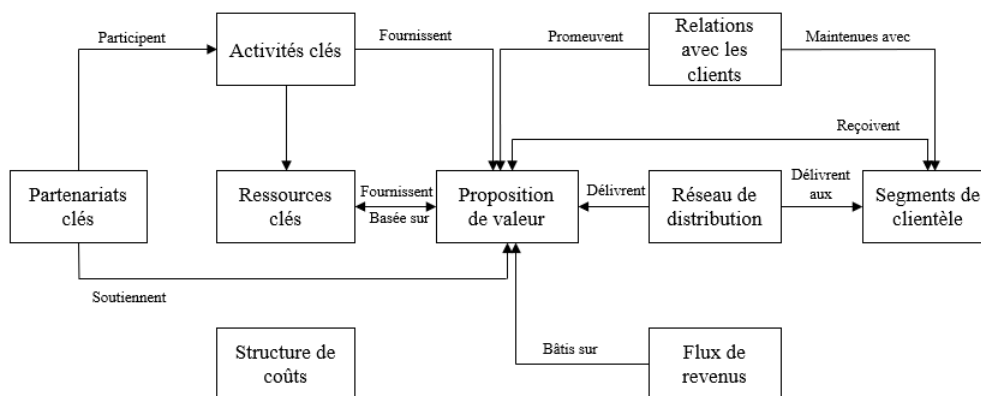 Participent
Activités clés
Fournissent
Promeuvent
Relations
avec les
clients
Maintenues avec
Reçoivent
Partenariats
clés
Ressources
clés
Fournissent
Basée sur
Proposition
de valeur
Délivrent
Réseau de
distribution
Délivrent
aux
Segments de
clientèle
Soutiennent
Structure de
coûts
Bâtis sur
Flux de
revenus